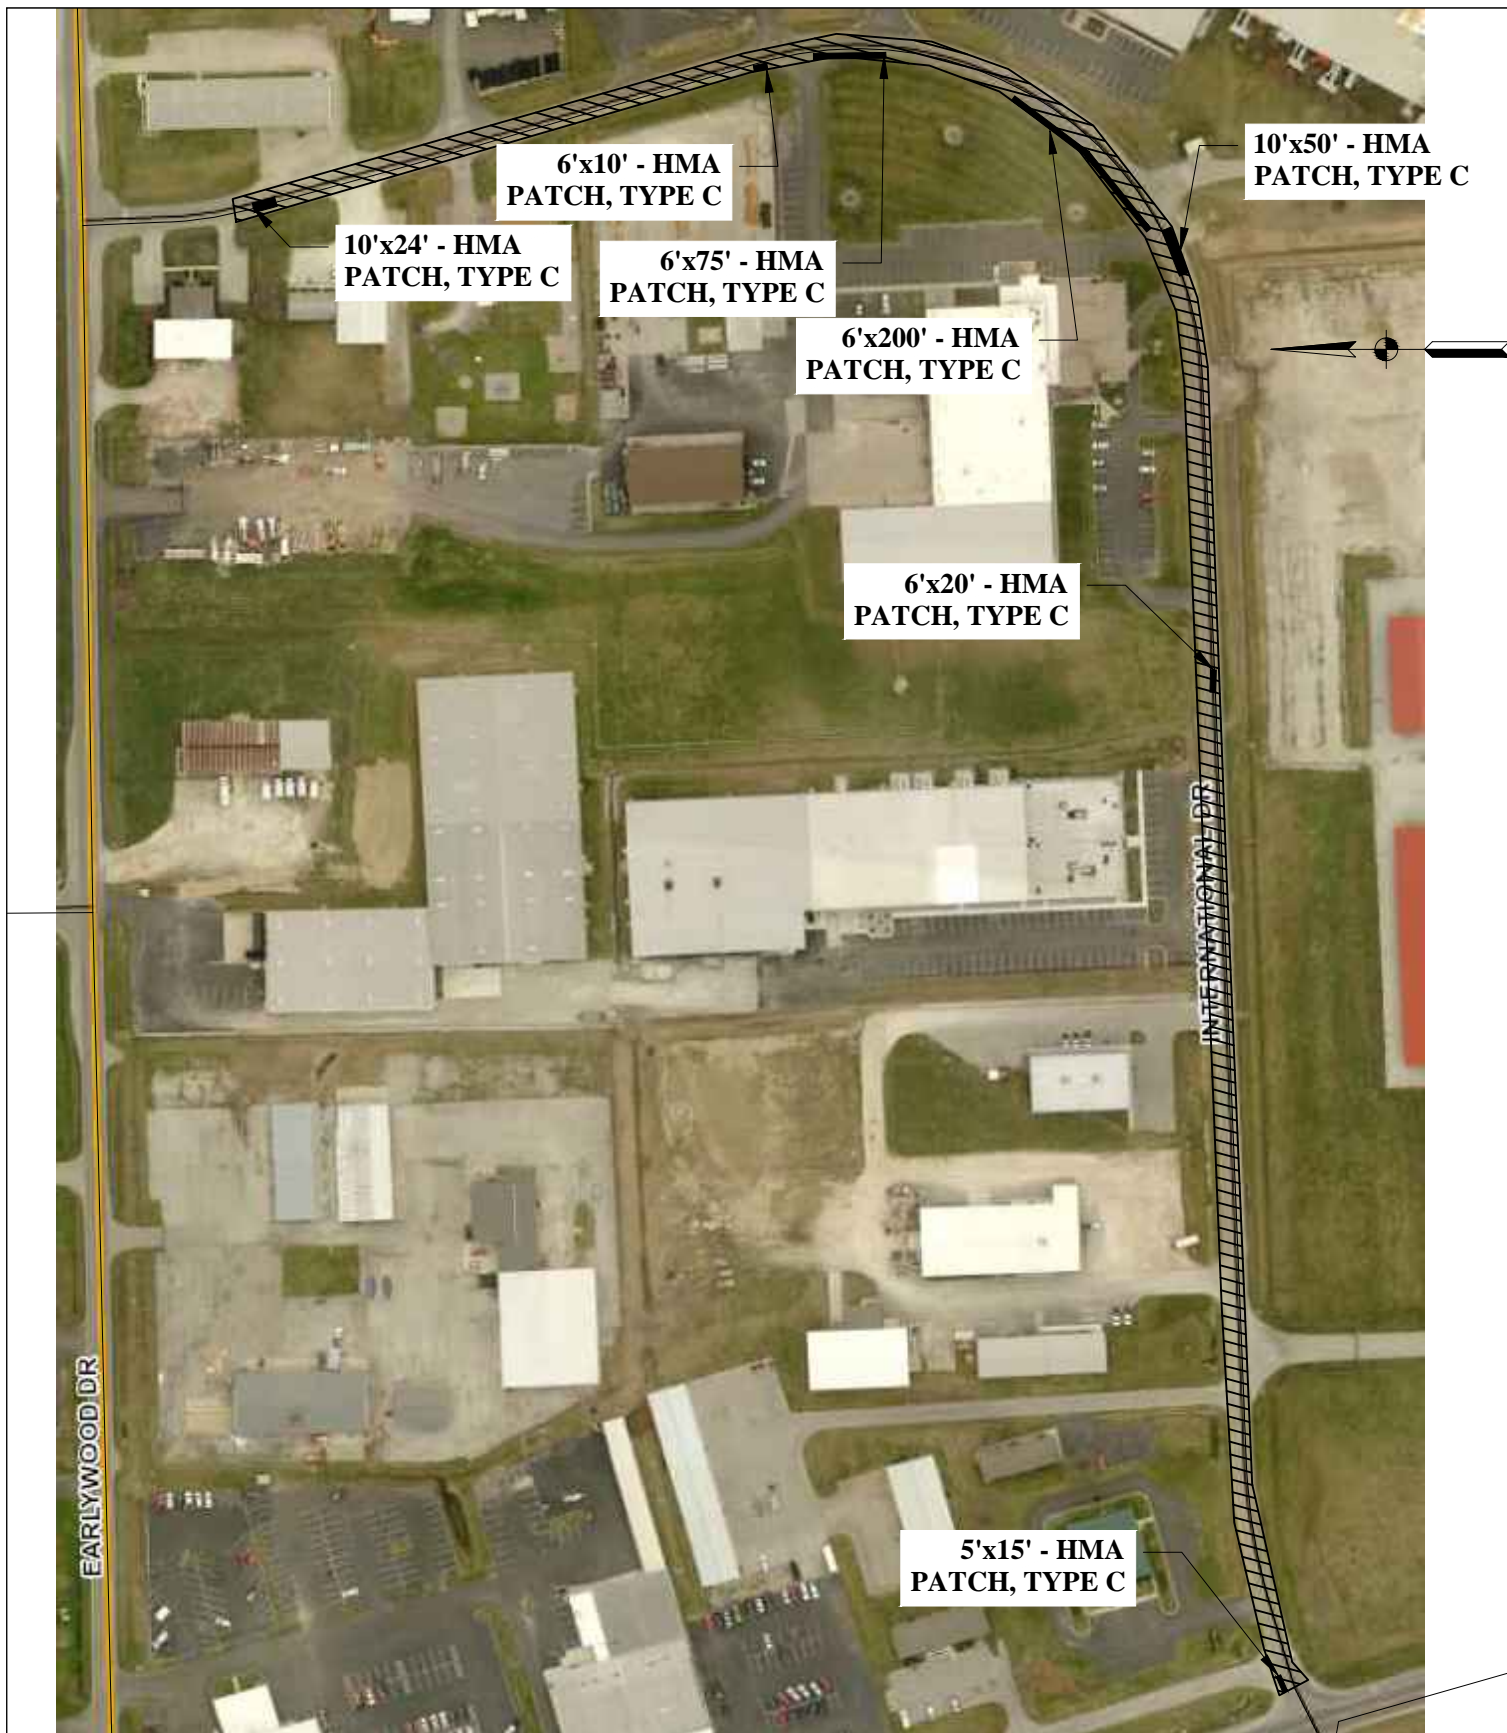 6'x10' - HMA
PATCH, TYPE C
10'x50' - HMA
PATCH, TYPE C
10'x24' - HMA
PATCH, TYPE C
6'x75' - HMA
PATCH, TYPE C
6'x200' - HMA
PATCH, TYPE C
6'x20' - HMA
PATCH, TYPE C
INTERNATIONAL DR
EARLYWOOD DR
5'x15' - HMA
PATCH, TYPE C